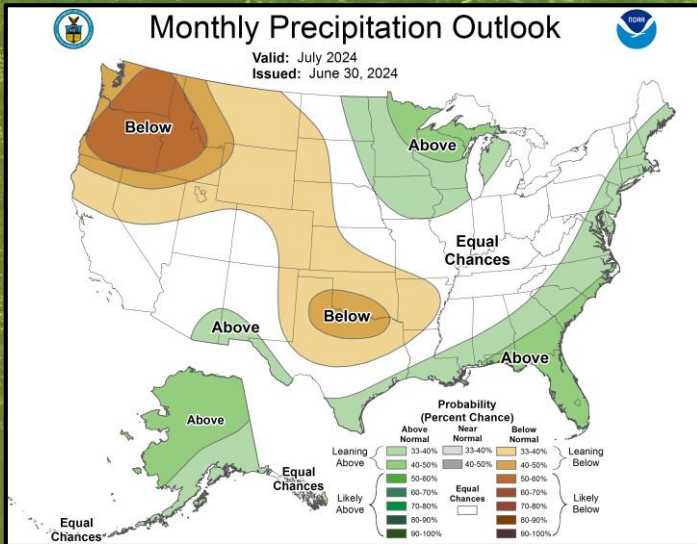 Monthly Precipitation Outlook
NOAA
Valid: July 2024
Issued: June 30, 2024
Below
Above
Equal
Chances
Above
Below
Above
Above
Equal
Chances
Equal
Chances
Probability
(Percent Chance)
Above
Normal
Near
Normal
Below
Normal
Leaning
Above
33-40%
40-50%
33-40%
40-50%
33-40%
40-50%
Leaning
Below
Likely
Above
50-60%
60-70%
70-80%
80-90%
90-100%
Equal
Chances
50-60%
60-70%
70-80%
80-90%
90-100%
Likely
Below